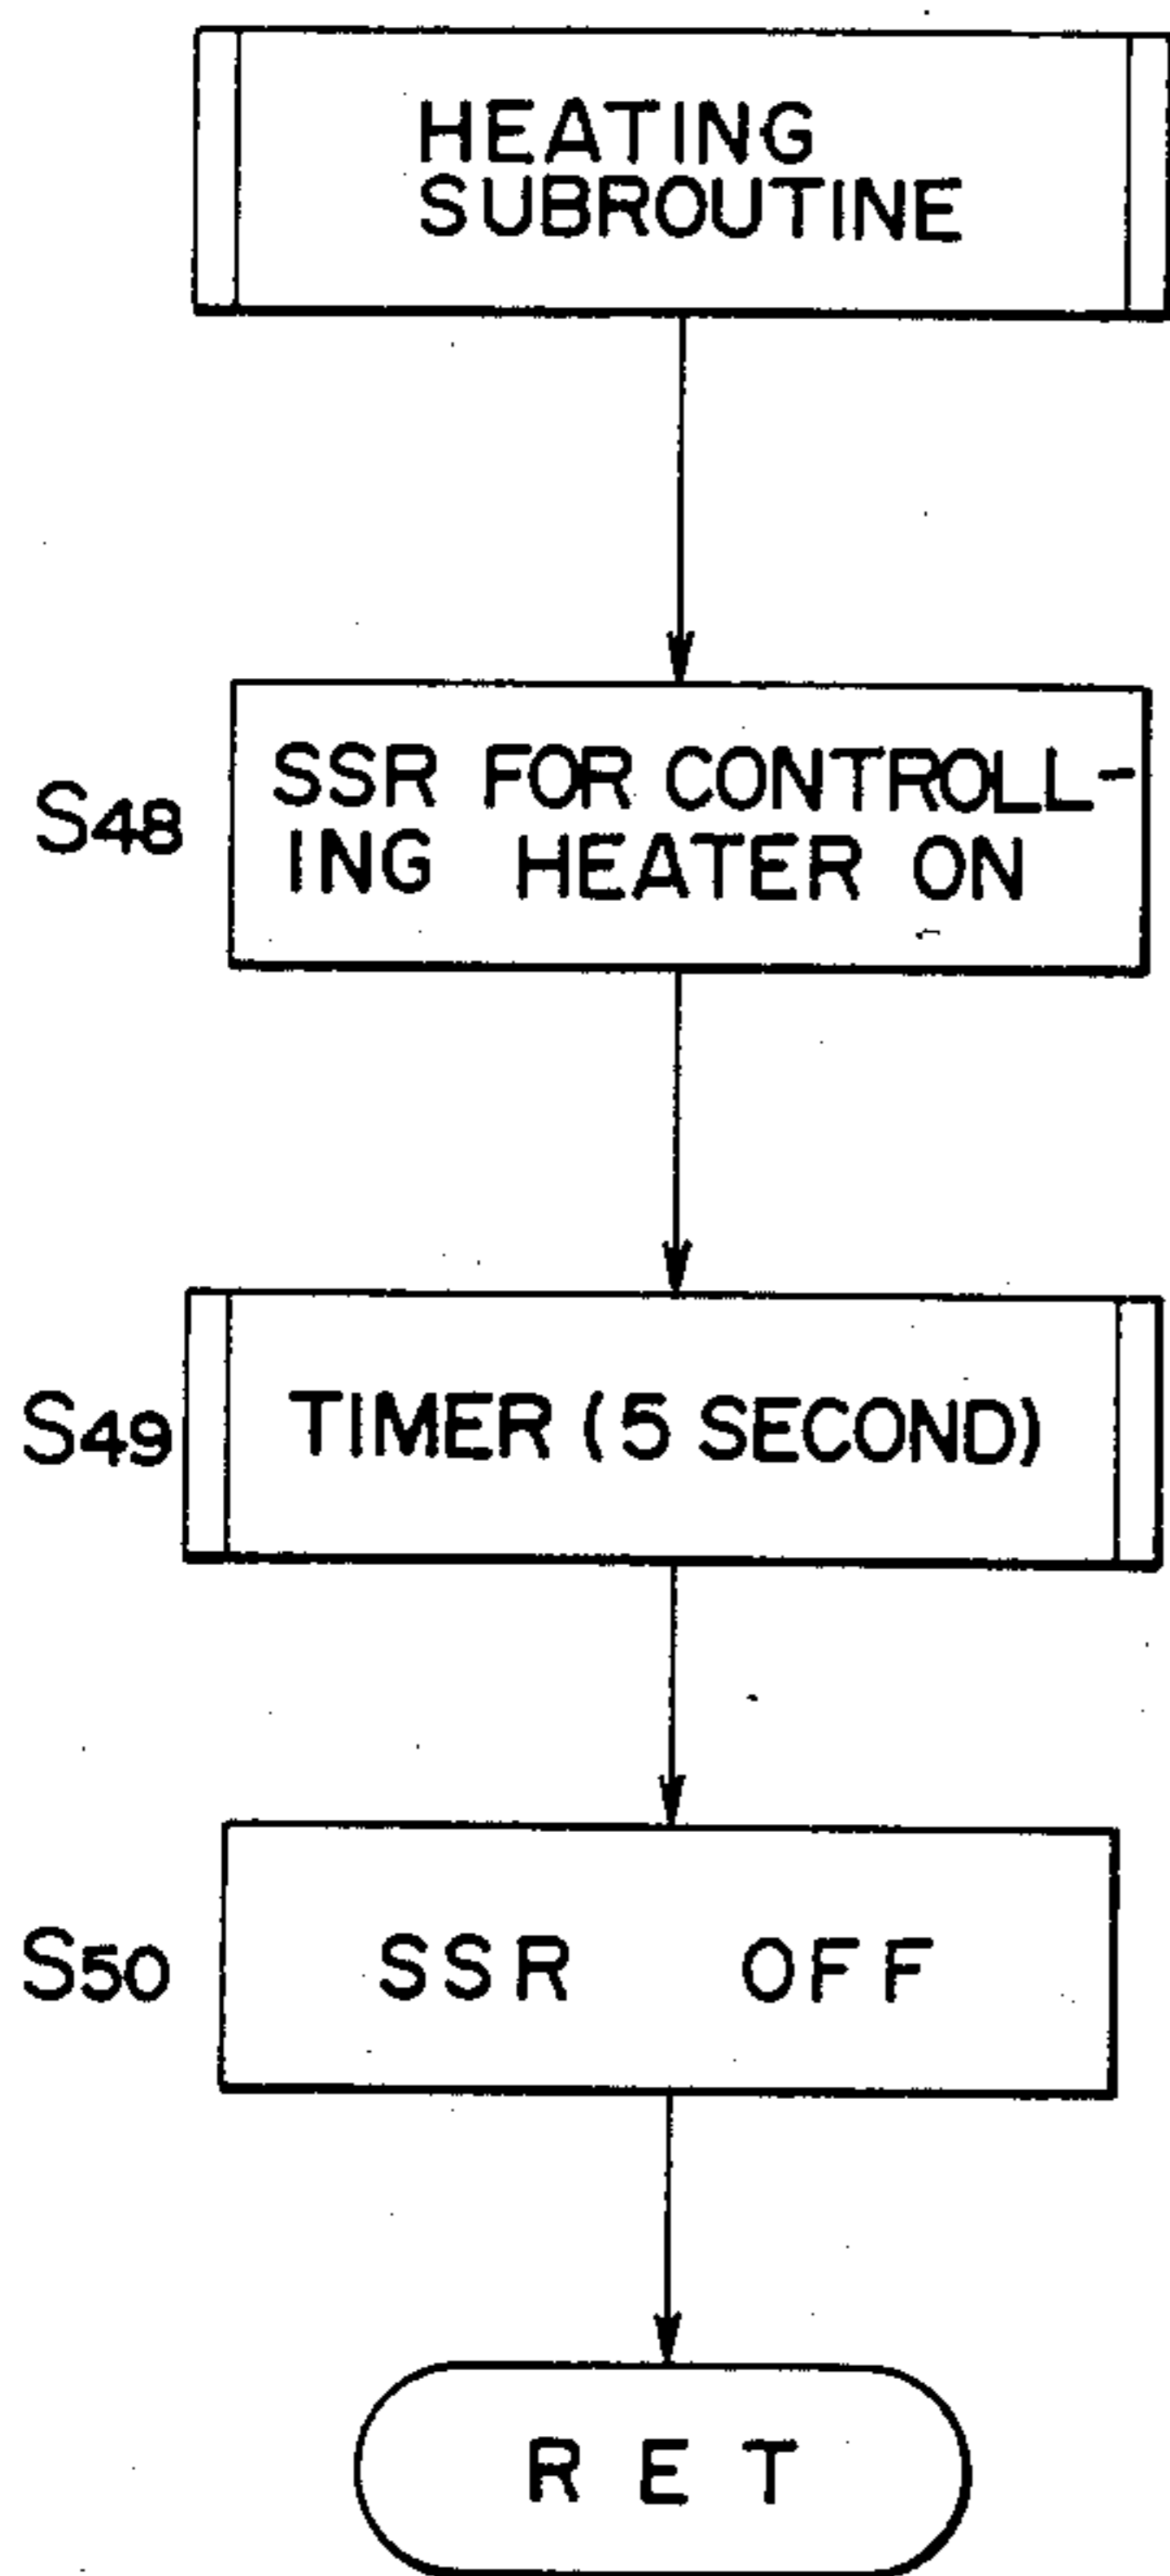 HEATING
SUBROUTINE
S48
SSR FOR CONTROLL-
ING HEATER ON
S49
TIMER (5 SECOND)
S50
SSR OFF
RET